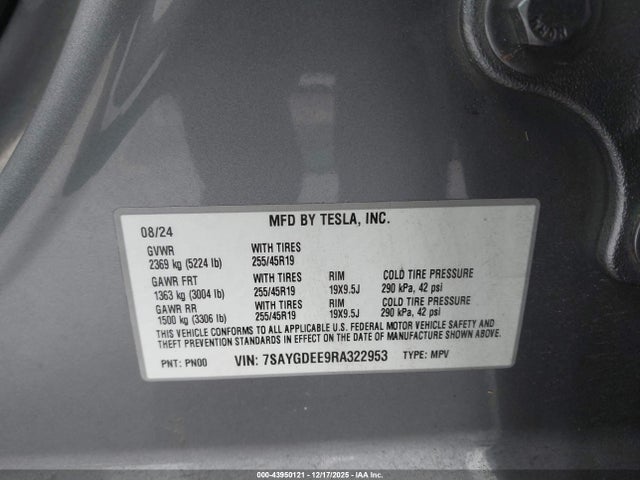 MFD BY TESLA, INC.
08/24
GVWR WITH TIRES
2369 kg (5224 lb) 255/45R19
GAWR FRT WITH TIRES RIM COLD TIRE PRESSURE
1363 kg (3004 lb) 255/45R19 19X9.5J 290 kPa, 42 psi
GAWR RR WITH TIRES RIM COLD TIRE PRESSURE
1500 kg (3306 lb) 255/45R19 19X9.5J 290 kPa, 42 psi
THIS VEHICLE CONFORMS TO ALL APPLICABLE U.S. FEDERAL MOTOR VEHICLE SAFETY AND
THEFT PREVENTION STANDARDS IN EFFECT ON THE DATE OF MANUFACTURE SHOWN ABOVE.
PNT: PN00 VIN: 7SAYGDEE9RA322953 TYPE: MPV
000-43950121 - 12/17/2025 - IAA Inc.